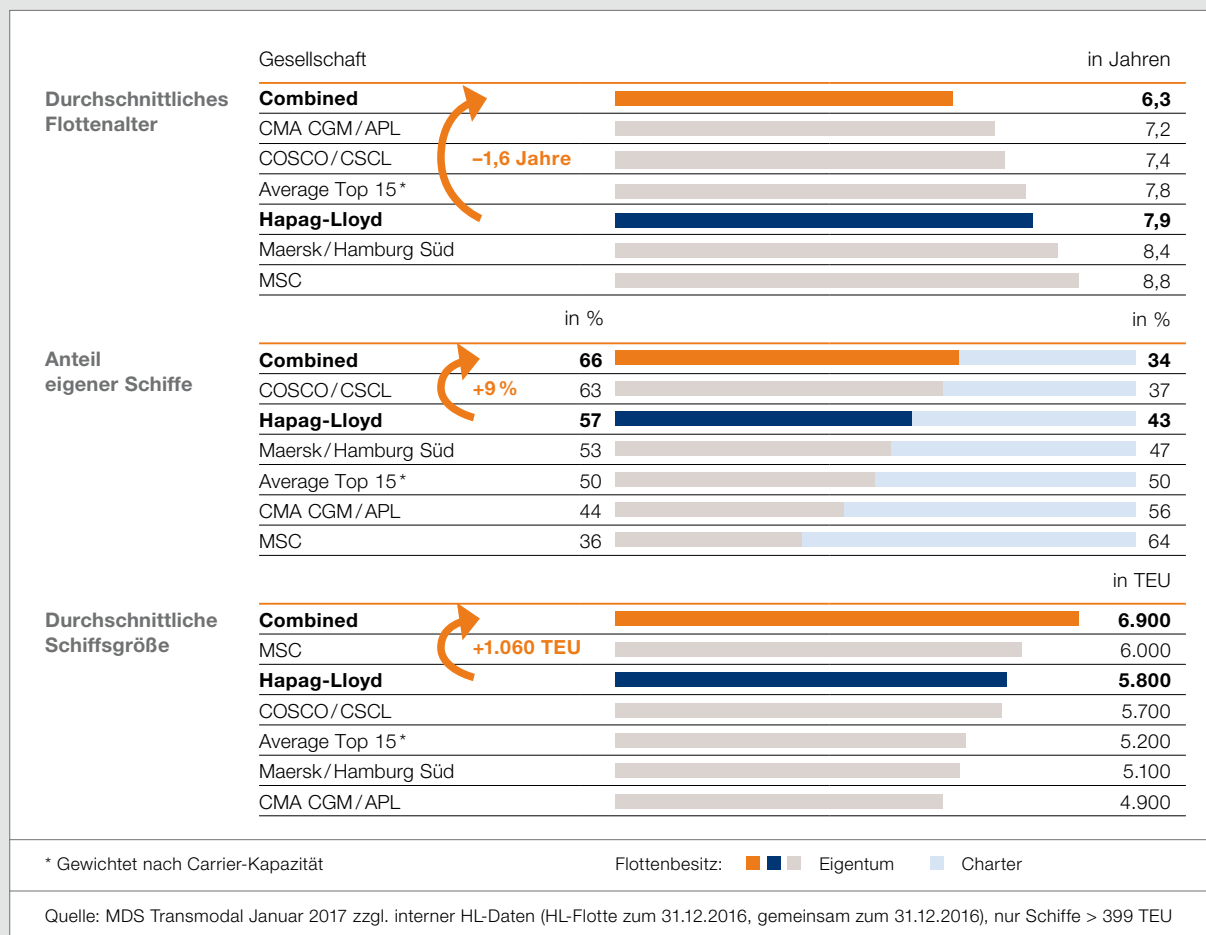 Gesellschaft in Jahren
Durchschnittliches
Flottenalter
Combined 6,3
CMA CGM / APL 7,2
COSCO / CSCL 7,4
–1,6 Jahre
Average Top 15 * 7,8
Hapag-Lloyd 7,9
Maersk / Hamburg Süd 8,4
MSC 8,8
in % in %
Anteil
eigener Schiffe
Combined 66 34
COSCO / CSCL 63 37
+9 %
Hapag-Lloyd 57 43
Maersk / Hamburg Süd 53 47
Average Top 15 * 50 50
CMA CGM / APL 44 56
MSC 36 64
in TEU
Durchschnittliche
Schiffsgröße
Combined 6.900
MSC 6.000
+1.060 TEU
Hapag-Lloyd 5.800
COSCO / CSCL 5.700
Average Top 15 * 5.200
Maersk / Hamburg Süd 5.100
CMA CGM / APL 4.900
* Gewichtet nach Carrier-Kapazität Flottenbesitz: Eigentum Charter
Quelle: MDS Transmodal Januar 2017 zzgl. interner HL-Daten (HL-Flotte zum 31.12.2016, gemeinsam zum 31.12.2016), nur Schiffe > 399 TEU